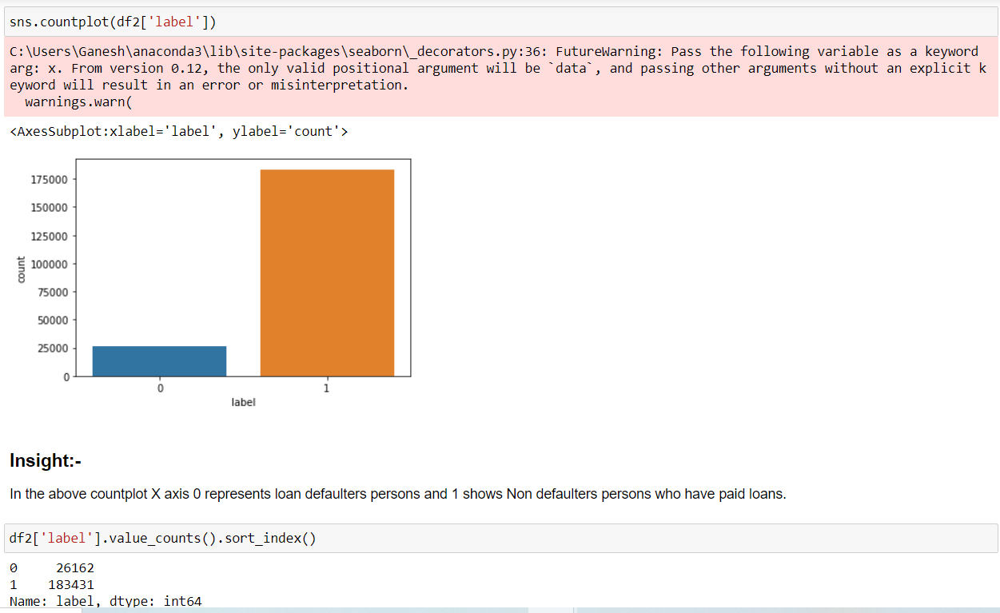 sns.countplot(df2['label'])
C:\Users\Ganesh\anaconda3\lib\site-packages\seaborn\_decorators.py:36: FutureWarning: Pass the following variable as a keyword
arg: x. From version 0.12, the only valid positional argument will be `data`, and passing other arguments without an explicit k
eyword will result in an error or misinterpretation.
  warnings.warn(
<AxesSubplot:xlabel='label', ylabel='count'>
175000
150000
125000
100000
75000
50000
25000
0
count
0 1
label
Insight:-
In the above countplot X axis 0 represents loan defaulters persons and 1 shows Non defaulters persons who have paid loans.
df2['label'].value_counts().sort_index()
0     26162
1    183431
Name: label, dtype: int64